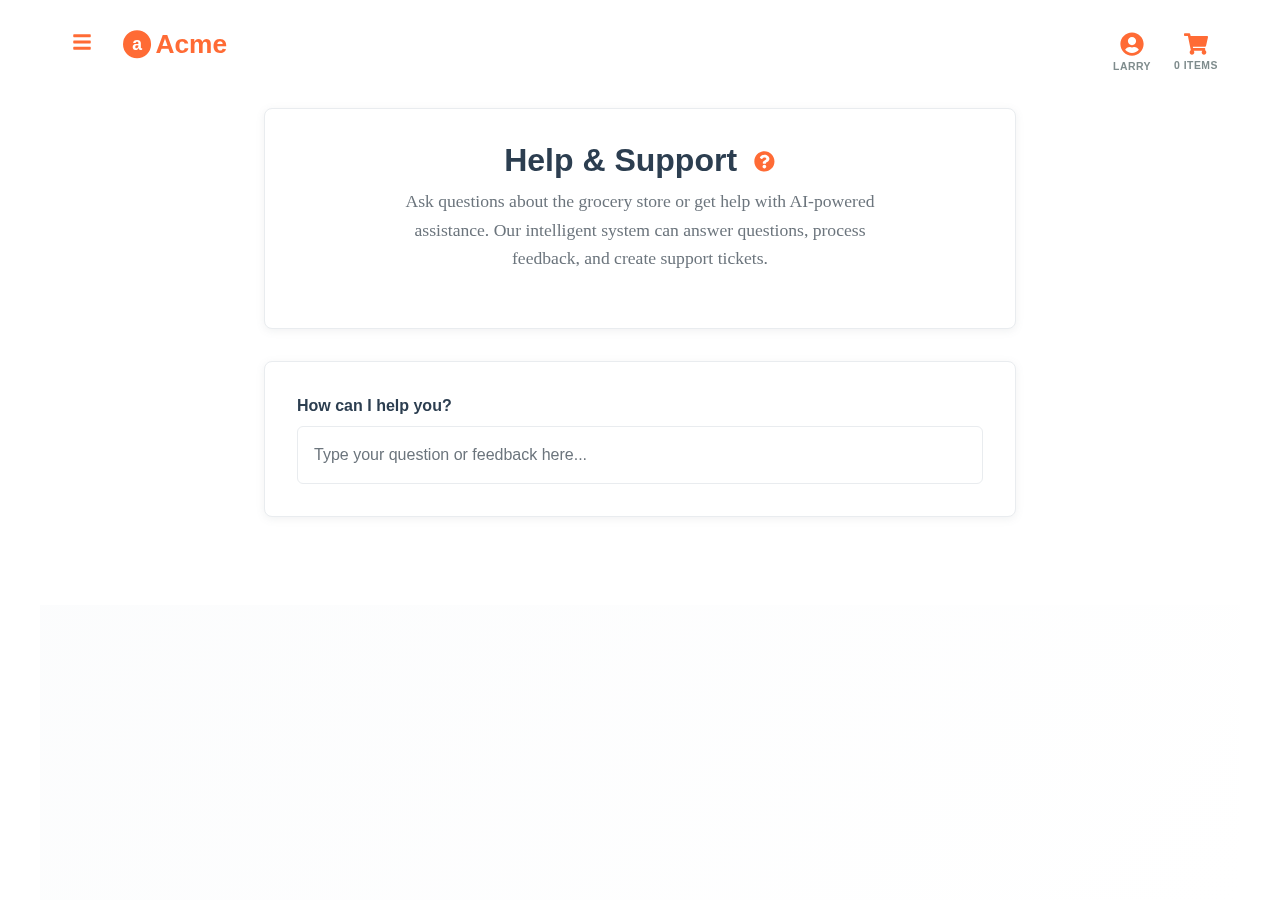 a Acme
LARRY
0 ITEMS
Help & Support ?
Ask questions about the grocery store or get help with AI-powered
assistance. Our intelligent system can answer questions, process
feedback, and create support tickets.
How can I help you?
Type your question or feedback here...